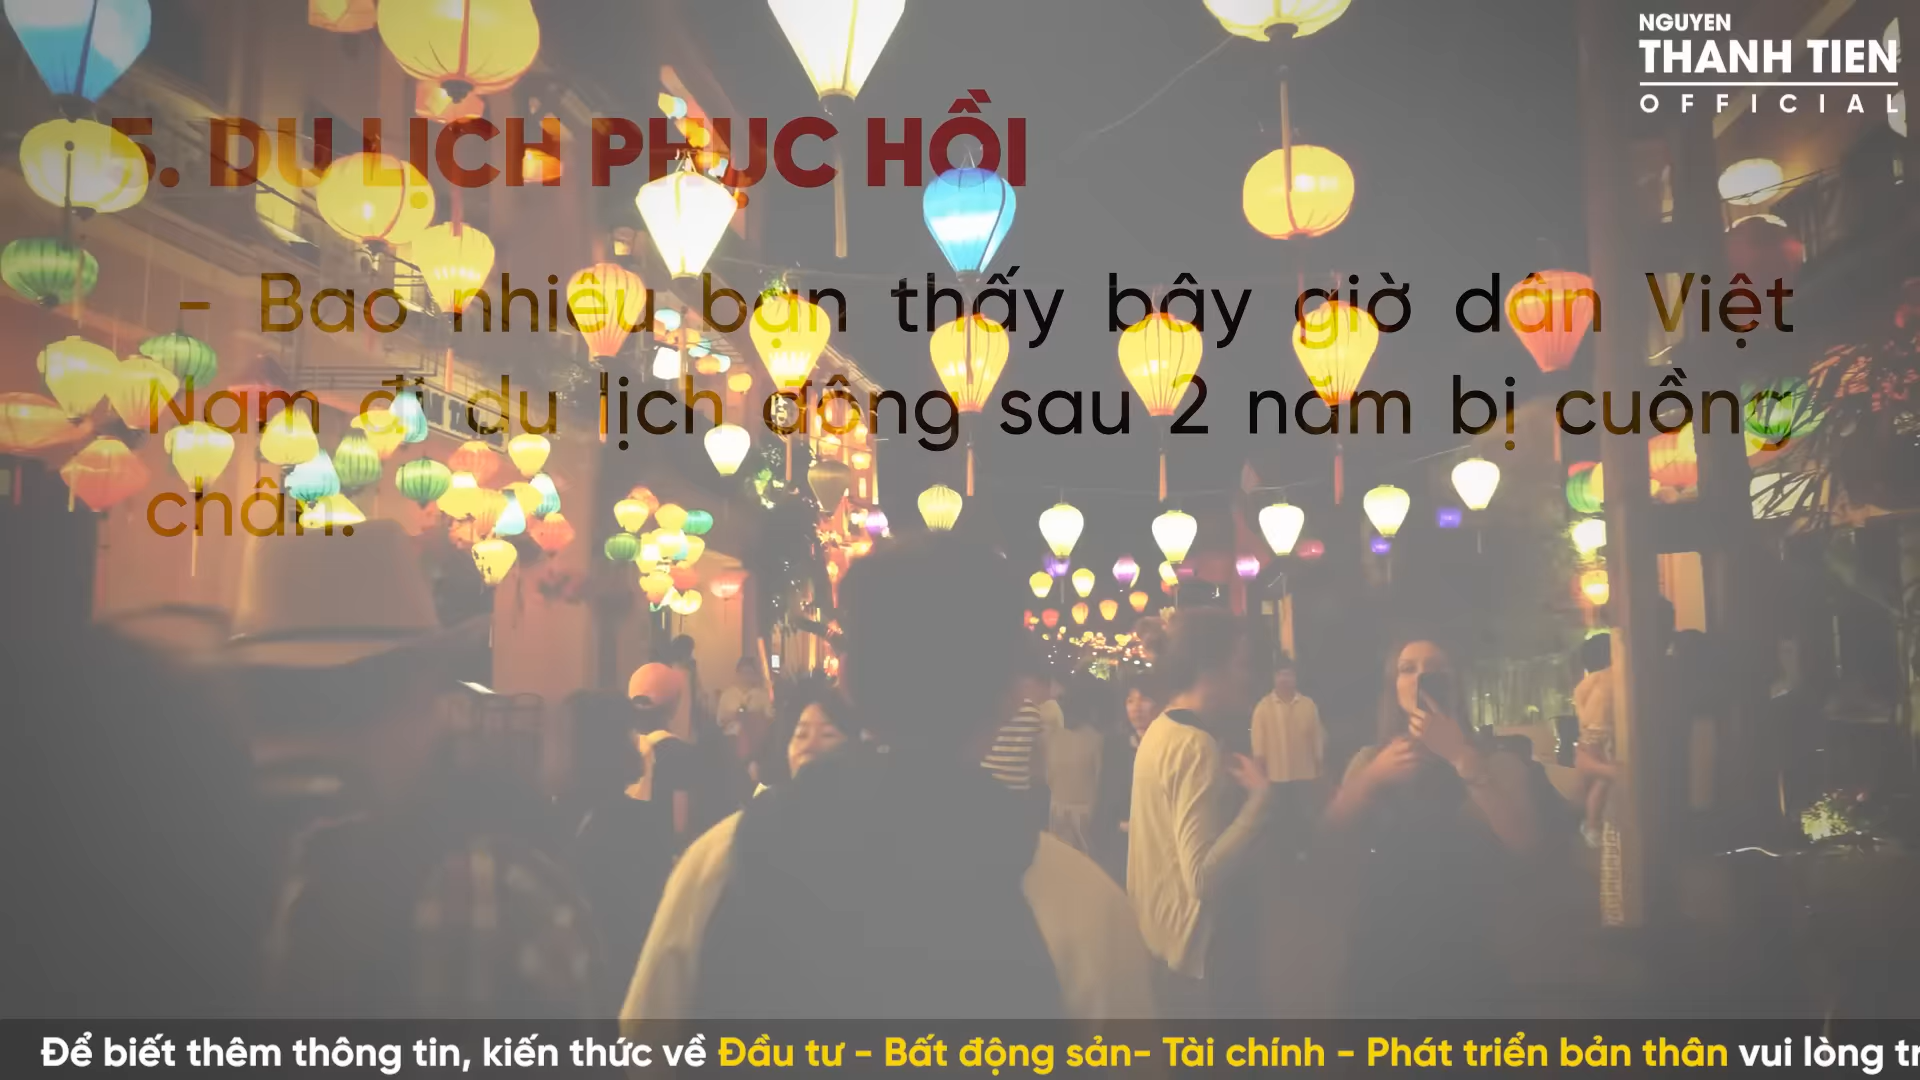 NGUYEN
THANH TIEN
OFFICIAL
5. DU LỊCH PHỤC HỒI
- Bao nhiêu bạn thấy bây giờ dân Việt
Nam đi du lịch đông sau 2 năm bị cuồng
chân.
Để biết thêm thông tin, kiến thức về Đầu tư - Bất động sản- Tài chính - Phát triển bản thân vui lòng tr